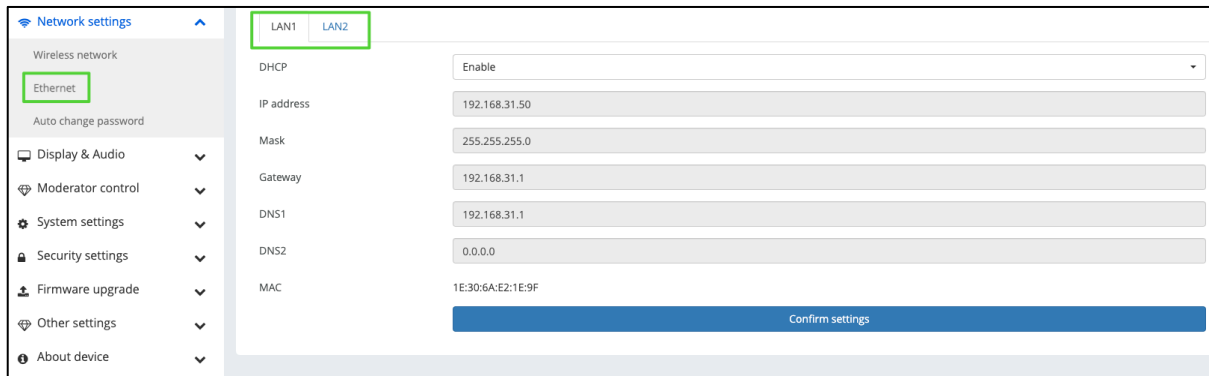 Network settings
Wireless network
Ethernet
Auto change password
Display & Audio
Moderator control
System settings
Security settings
Firmware upgrade
Other settings
About device
LAN1 LAN2
DHCP Enable
IP address 192.168.31.50
Mask 255.255.255.0
Gateway 192.168.31.1
DNS1 192.168.31.1
DNS2 0.0.0.0
MAC 1E:30:6A:E2:1E:9F
Confirm settings